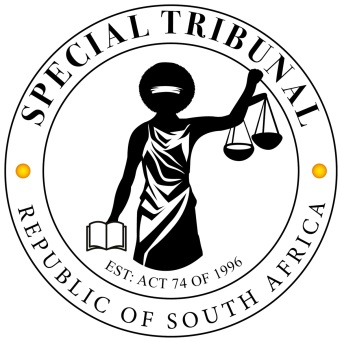 SPECIAL TRIBUNAL
EST: ACT 74 OF 1996
REPUBLIC OF SOUTH AFRICA